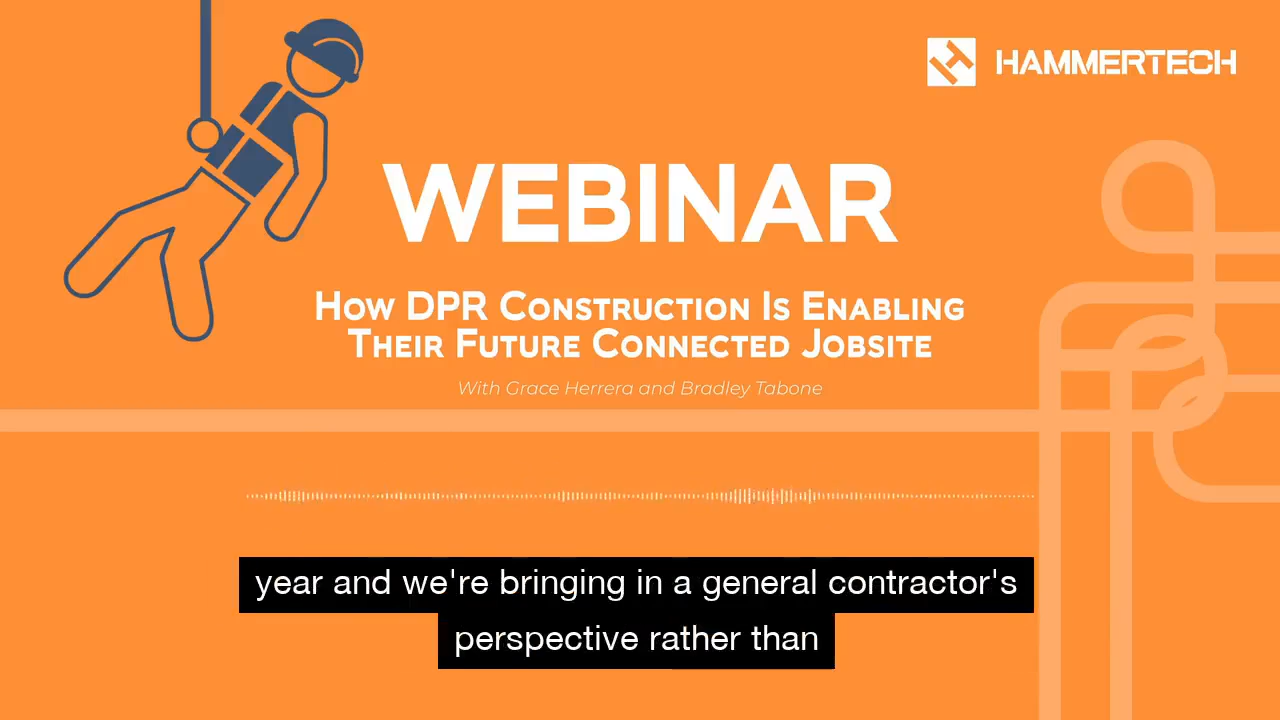 HAMMERTECH
WEBINAR
How DPR Construction Is Enabling
Their Future Connected Jobsite
With Grace Herrera and Bradley Tabone
year and we're bringing in a general contractor's
perspective rather than